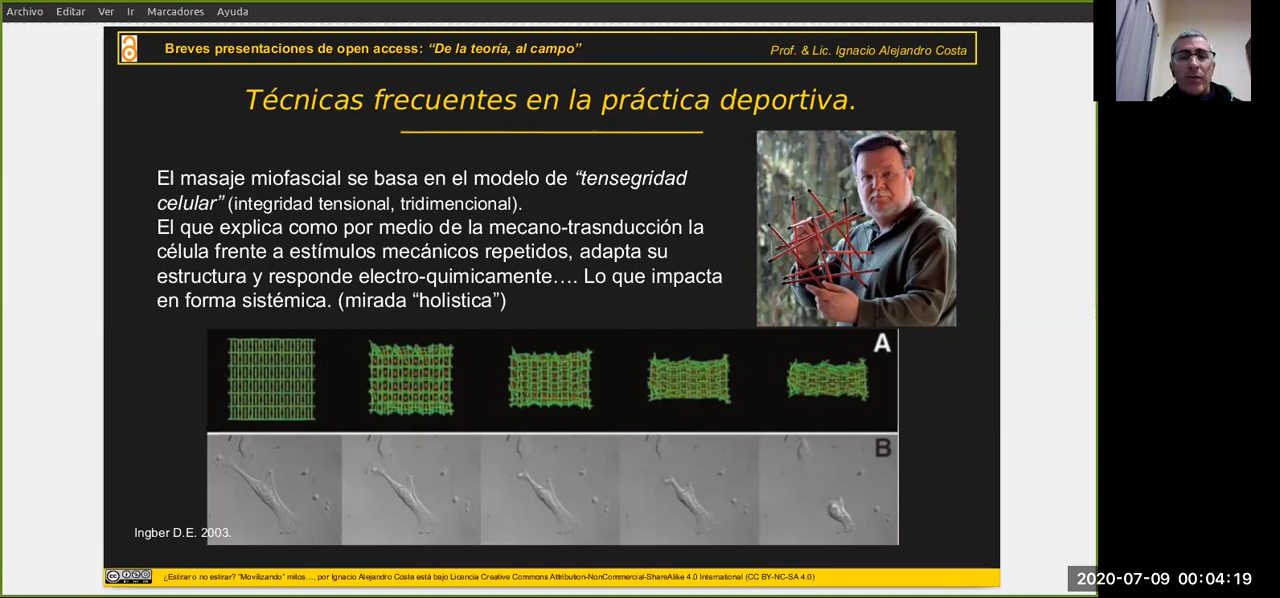 Archivo Editar Ver Ir Marcadores Ayuda
Breves presentaciones de open access: “De la teoría, al campo”
Prof. & Lic. Ignacio Alejandro Costa
Técnicas frecuentes en la práctica deportiva.
El masaje miofascial se basa en el modelo de “tensegridad
celular” (integridad tensional, tridimencional).
El que explica como por medio de la mecano-trasnducción la
célula frente a estímulos mecánicos repetidos, adapta su
estructura y responde electro-quimicamente…. Lo que impacta
en forma sistémica. (mirada “holistica”)
A
B
Ingber D.E. 2003.
¿Estirar o no estirar? "Movilizando" mitos…, por Ignacio Alejandro Costa está bajo Licencia Creative Commons Attribution-NonCommercial-ShareAlike 4.0 International (CC BY-NC-SA 4.0)
2020-07-09 00:04:19